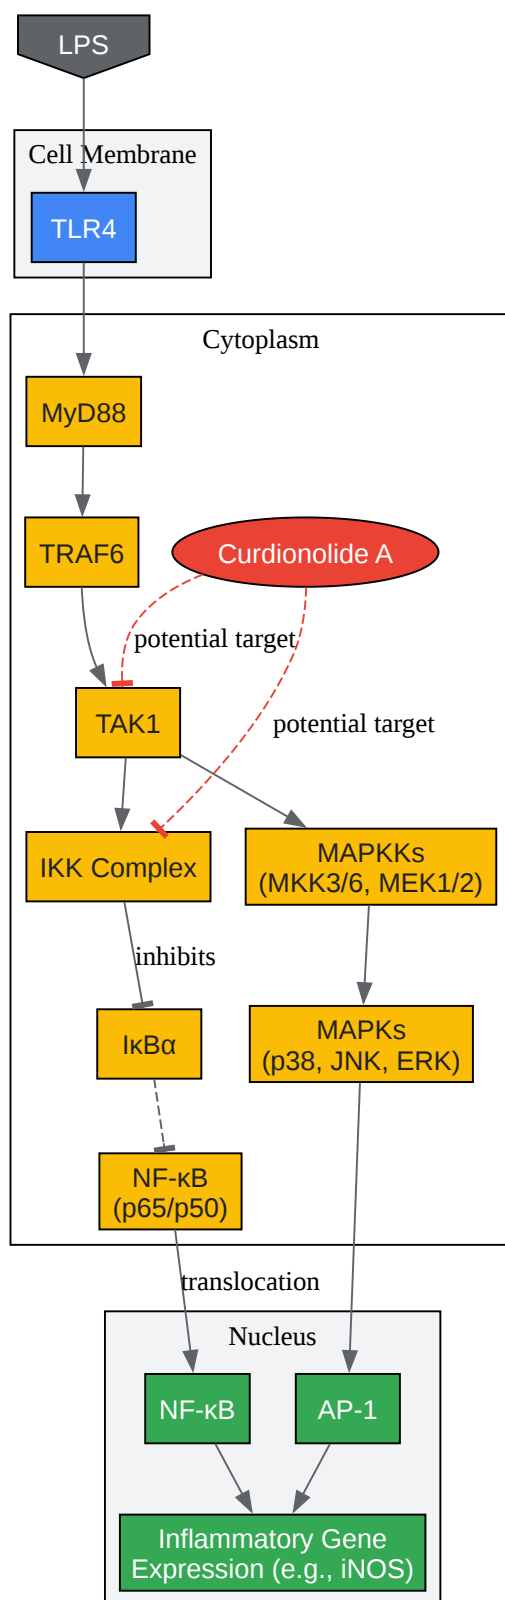 LPS
Cell Membrane
TLR4
Cytoplasm
MyD88
TRAF6
Curdionolide A
potential target
TAK1
potential target
IKK Complex
MAPKKs
(MKK3/6, MEK1/2)
inhibits
IκBα
MAPKs
(p38, JNK, ERK)
NF-κB
(p65/p50)
translocation
Nucleus
NF-κB
AP-1
Inflammatory Gene
Expression (e.g., iNOS)